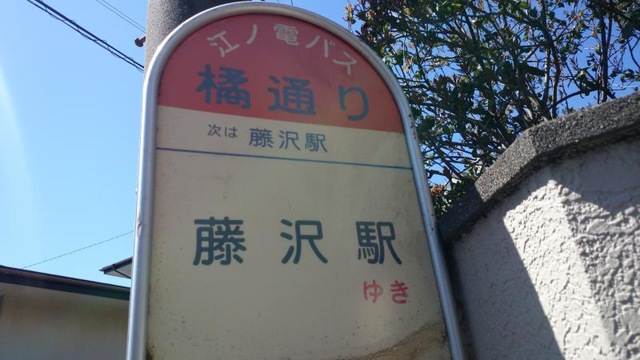 江ノ電バス
橘通り
次は 藤沢駅
藤沢駅
ゆき